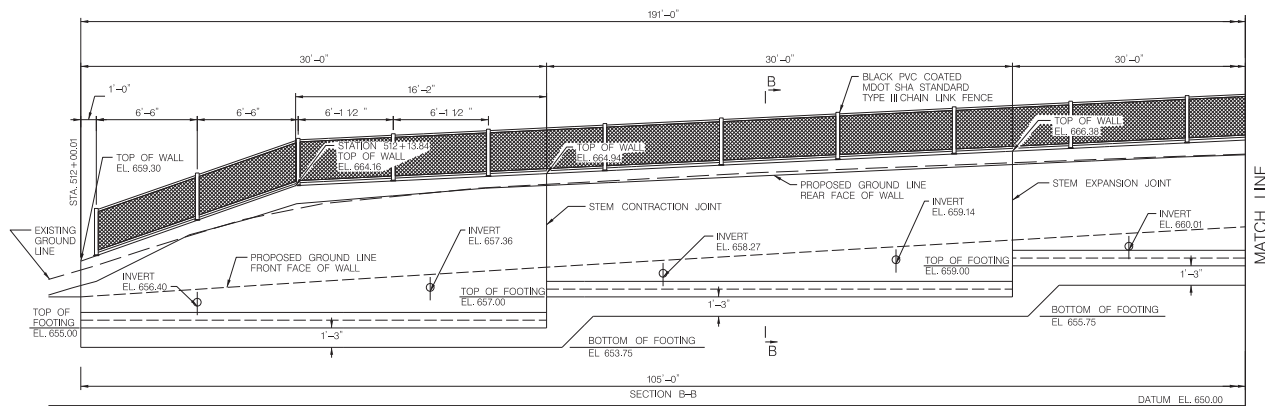 191'-0"
30'-0"
30'-0"
1'-0"
16'-2"
B
BLACK PVC COATED
MDOT SHA STANDARD
TYPE III CHAIN LINK FENCE
6'-6"
6'-6"
6'-1 1/2 "
6'-1 1/2 "
STA. 512+00.01
TOP OF WALL
EL. 659.30
STATION 512+13.84
TOP OF WALL
EL. 664.16
TOP OF WALL
EL. 664.94
TOP OF WALL
EL. 666.38
PROPOSED GROUND LINE
REAR FACE OF WALL
STEM EXPANSION JOINT
STEM CONTRACTION JOINT
INVERT
EL. 659.14
INVERT
EL. 660.01
EXISTING
GROUND
LINE
INVERT
EL. 657.36
INVERT
EL. 658.27
PROPOSED GROUND LINE
FRONT FACE OF WALL
INVERT
EL. 656.40
TOP OF FOOTING
EL. 659.00
1'-3"
TOP OF FOOTING
EL. 657.00
1'-3"
TOP OF
FOOTING
EL. 655.00
1'-3"
BOTTOM OF FOOTING
EL 655.75
BOTTOM OF FOOTING
EL 653.75
B
MATCH LINE
105'-0"
SECTION B-B
DATUM EL. 650.00